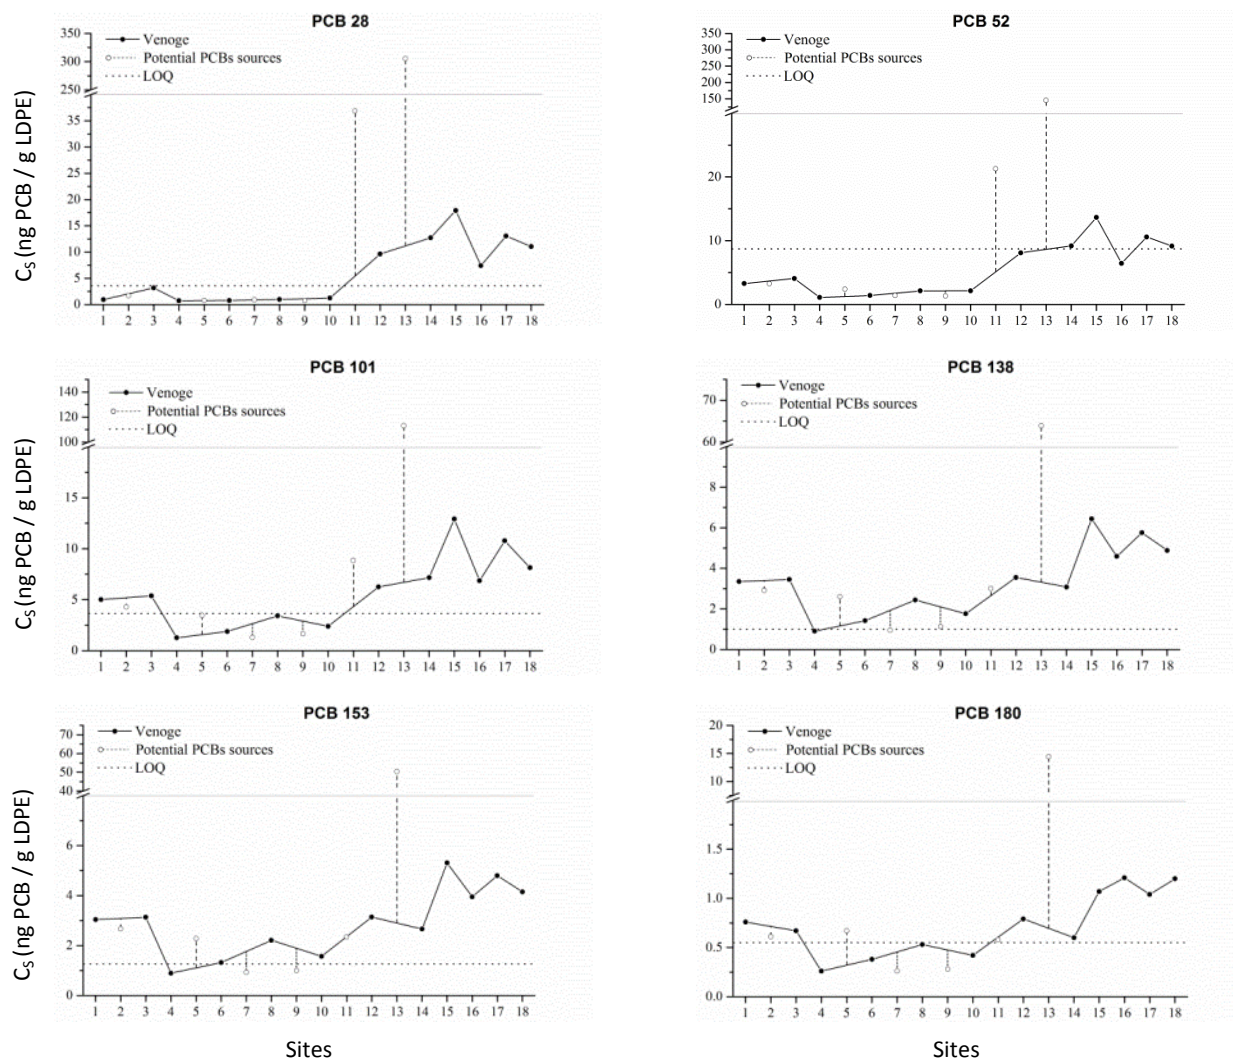 PCB 28
350
300
250
35
30
25
20
15
10
5
0
Venoge
Potential PCBs sources
LOQ
1 2 3 4 5 6 7 8 9 10 11 12 13 14 15 16 17 18
C_S (ng PCB / g LDPE)
PCB 52
350
300
250
200
150
20
10
0
Venoge
Potential PCBs sources
LOQ
1 2 3 4 5 6 7 8 9 10 11 12 13 14 15 16 17 18
PCB 101
140
120
100
15
10
5
0
Venoge
Potential PCBs sources
LOQ
1 2 3 4 5 6 7 8 9 10 11 12 13 14 15 16 17 18
C_S (ng PCB / g LDPE)
PCB 138
70
60
8
6
4
2
0
Venoge
Potential PCBs sources
LOQ
1 2 3 4 5 6 7 8 9 10 11 12 13 14 15 16 17 18
PCB 153
70
60
50
40
6
4
2
0
Venoge
Potential PCBs sources
LOQ
1 2 3 4 5 6 7 8 9 10 11 12 13 14 15 16 17 18
C_S (ng PCB / g LDPE)
Sites
PCB 180
20
15
10
1.5
1.0
0.5
0.0
Venoge
Potential PCBs sources
LOQ
1 2 3 4 5 6 7 8 9 10 11 12 13 14 15 16 17 18
Sites